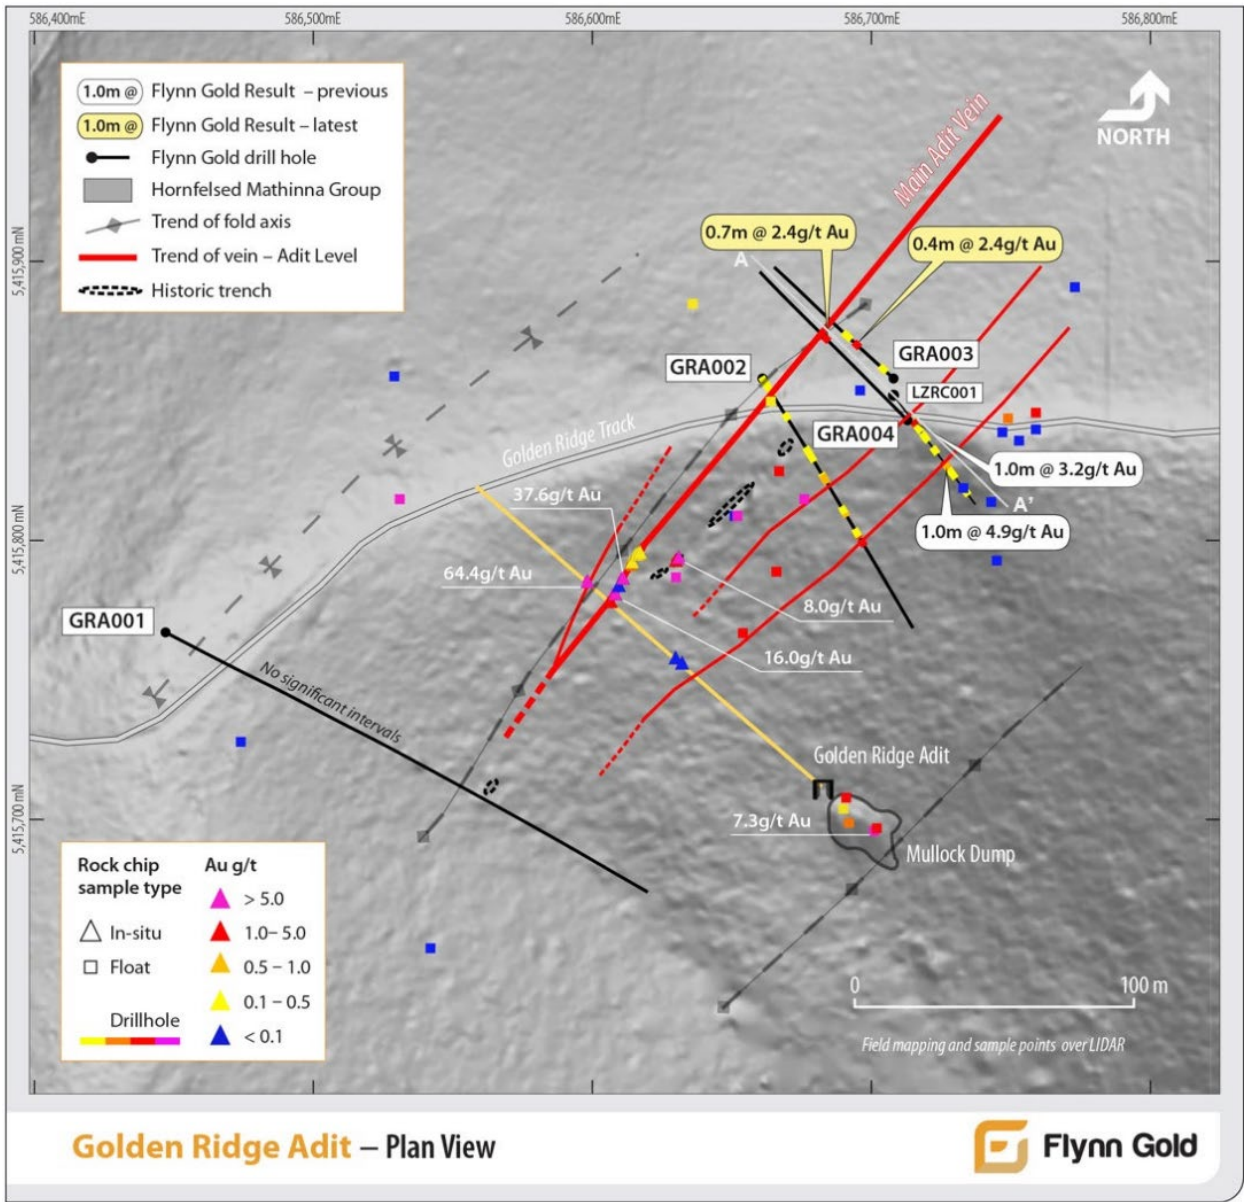 586,400mE
586,500mE
586,600mE
586,700mE
586,800mE
1.0m @ Flynn Gold Result – previous
1.0m @ Flynn Gold Result – latest
Flynn Gold drill hole
Hornfelsed Mathinna Group
Trend of fold axis
Trend of vein – Adit Level
Historic trench
NORTH
Main Adit Vein
5,415,900 mN
0.7m @ 2.4g/t Au
0.4m @ 2.4g/t Au
A
GRA002
GRA003
LZRC001
GRA004
Golden Ridge Track
1.0m @ 3.2g/t Au
A'
37.6g/t Au
1.0m @ 4.9g/t Au
5,415,800 mN
64.4g/t Au
8.0g/t Au
GRA001
16.0g/t Au
No significant intervals
Golden Ridge Adit
5,415,700 mN
7.3g/t Au
Mullock Dump
Rock chip
sample type
In-situ
Float
Drillhole
Au g/t
> 5.0
1.0– 5.0
0.5 – 1.0
0.1 – 0.5
< 0.1
0 100 m
Field mapping and sample points over LIDAR
Golden Ridge Adit – Plan View
Flynn Gold